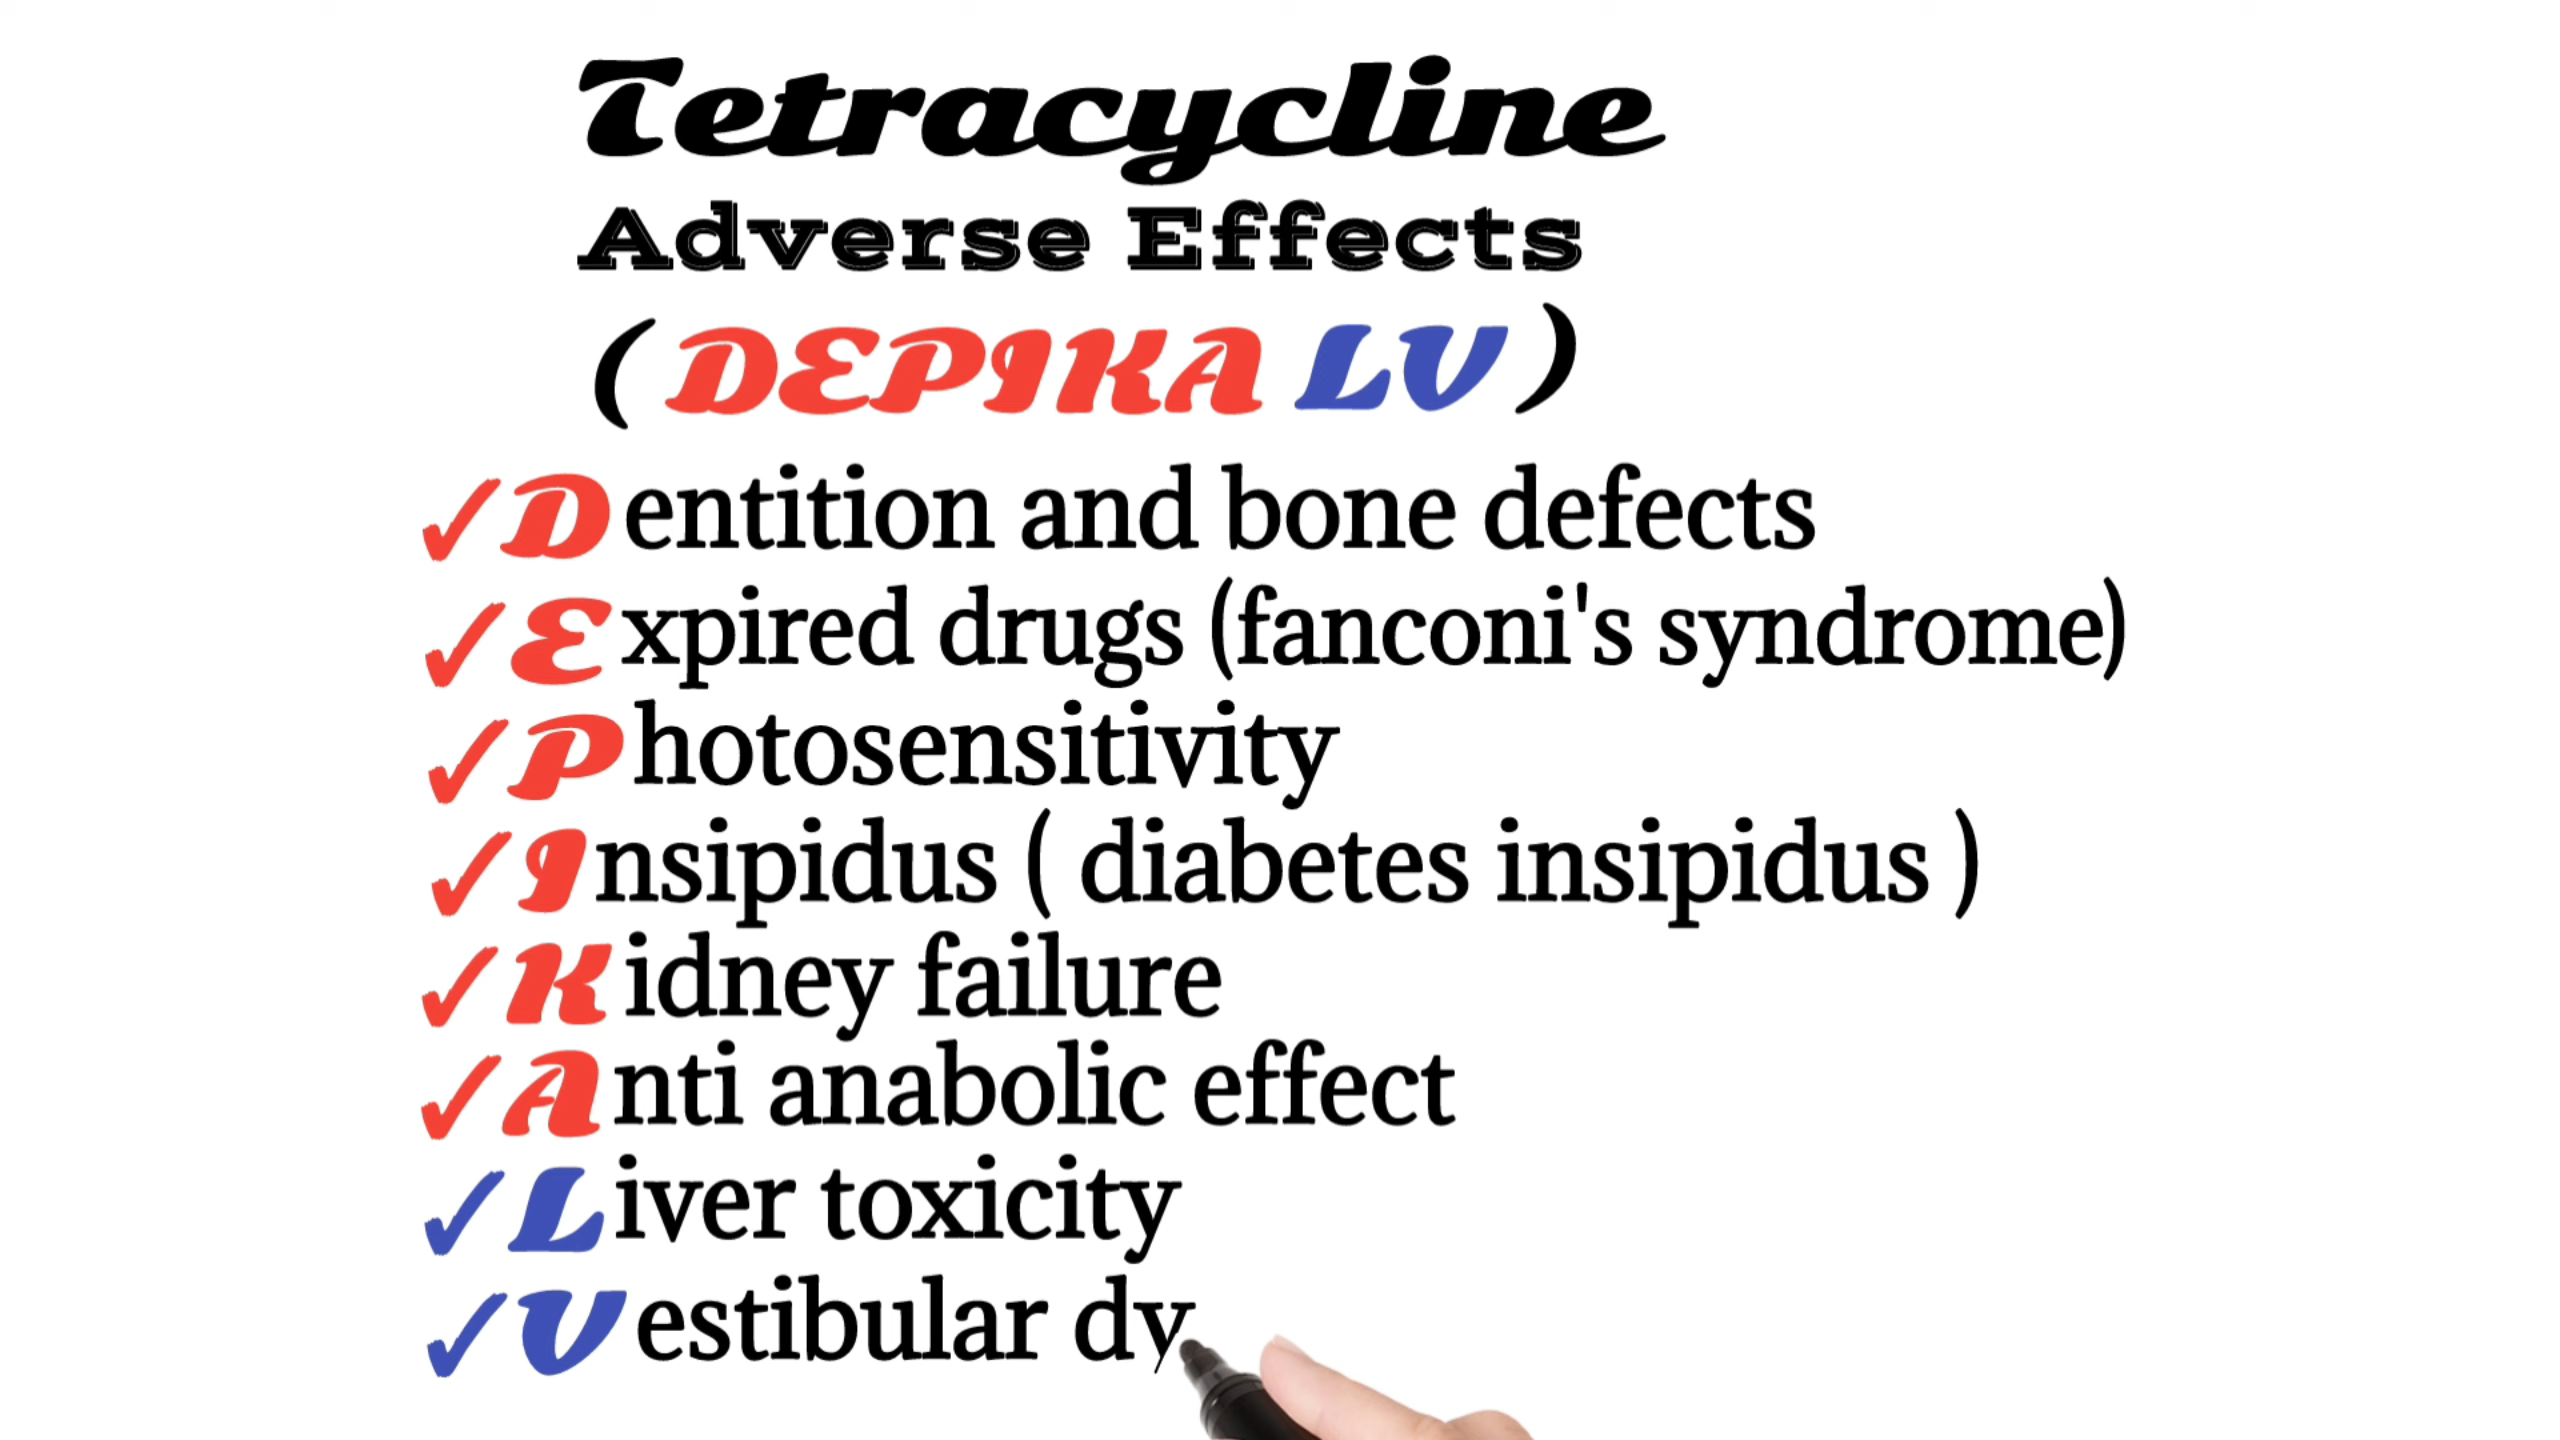 Tetracycline
Adverse Effects
( DEPIKA LV )
✓Dentition and bone defects
✓Expired drugs (fanconi's syndrome)
✓Photosensitivity
✓Insipidus ( diabetes insipidus )
✓Kidney failure
✓Anti anabolic effect
✓Liver toxicity
✓Vestibular dy